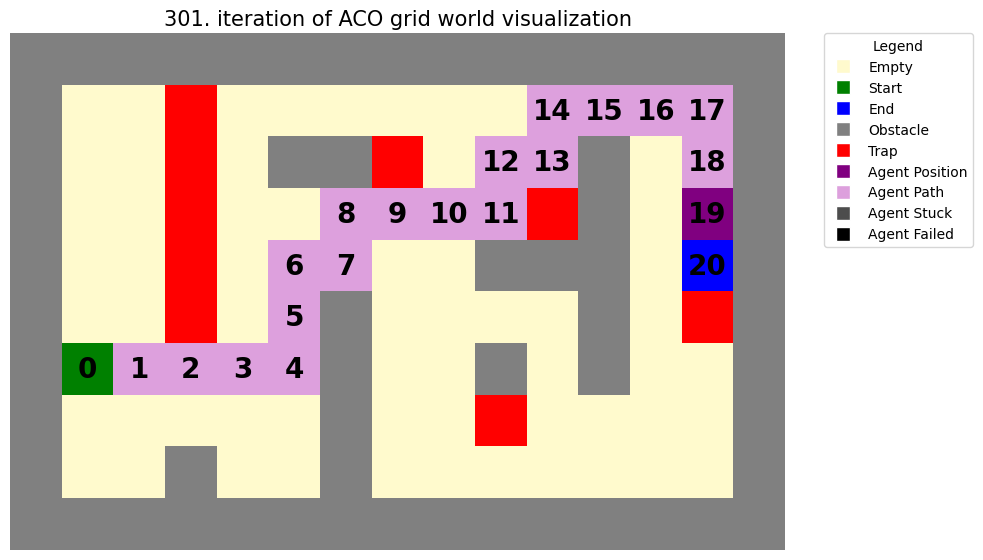 301. iteration of ACO grid world visualization
14 15 16 17
12 13 18
8 9 10 11 19
6 7 20
5
0 1 2 3 4
Legend
Empty
Start
End
Obstacle
Trap
Agent Position
Agent Path
Agent Stuck
Agent Failed